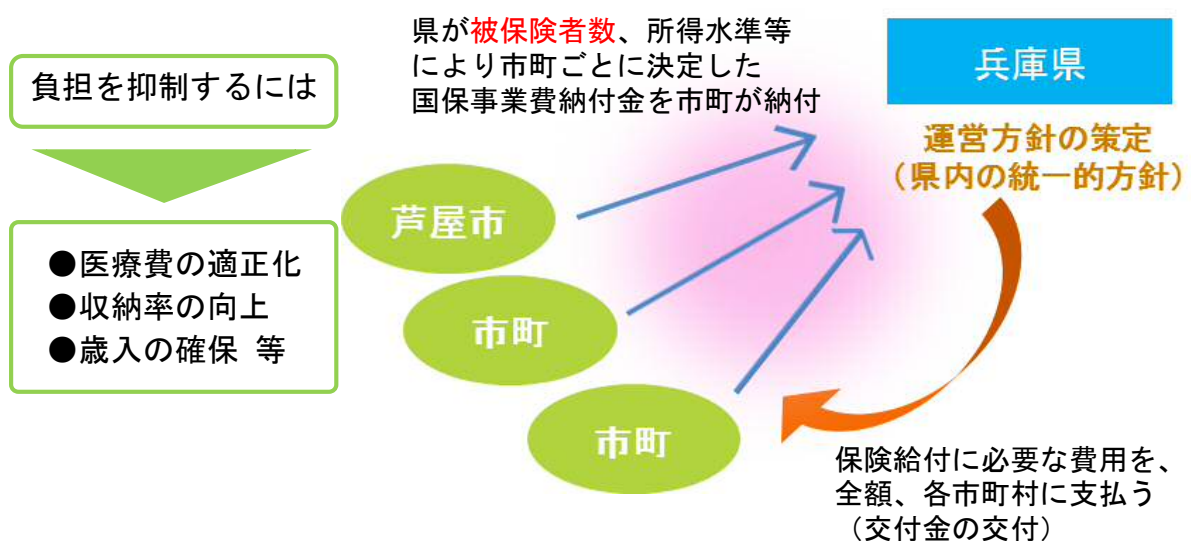 負担を抑制するには
●医療費の適正化
●収納率の向上
●歳入の確保 等
県が被保険者数、所得水準等
により市町ごとに決定した
国保事業費納付金を市町が納付
兵庫県
運営方針の策定
（県内の統一的方針）
芦屋市
市町
市町
保険給付に必要な費用を、
全額、各市町村に支払う
（交付金の交付）